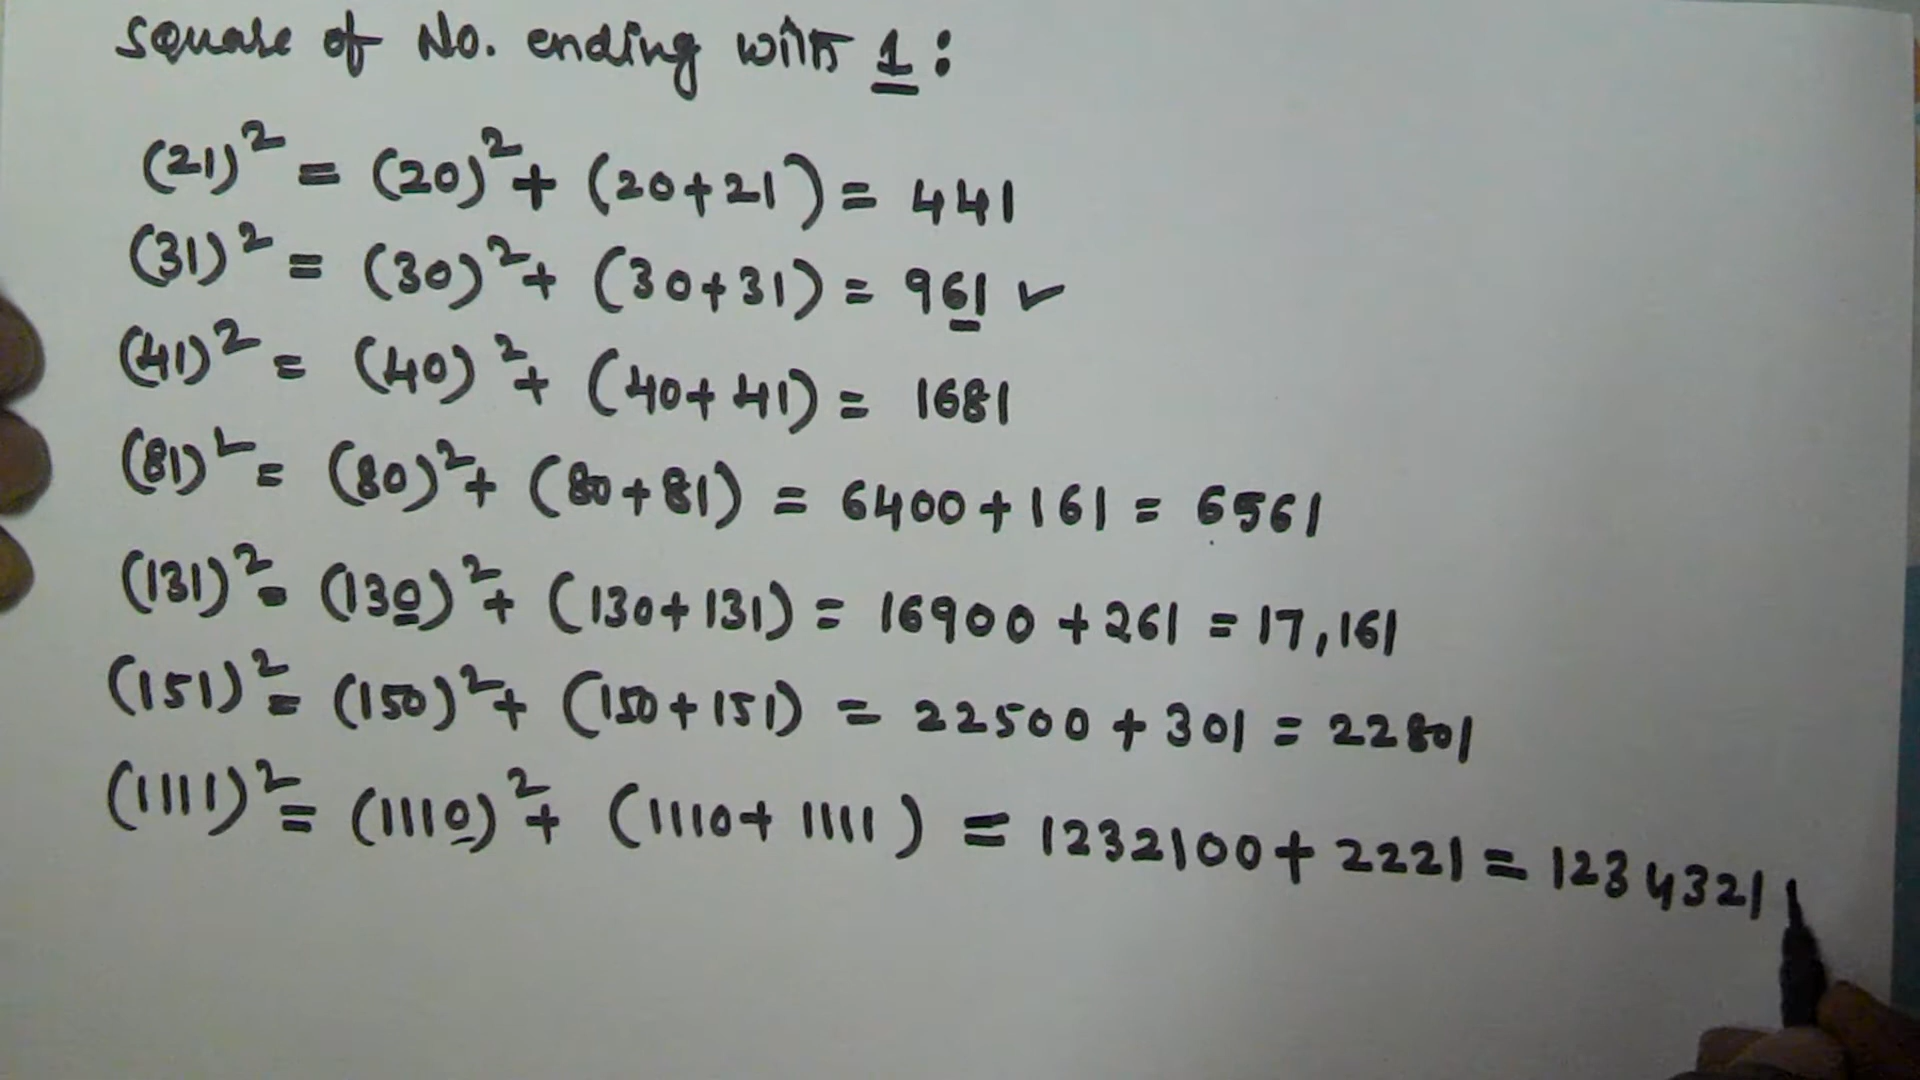 square of No. ending with 1:
(21)² = (20)² + (20+21) = 441
(31)² = (30)² + (30+31) = 961 ✓
(41)² = (40)² + (40+41) = 1681
(81)² = (80)² + (80+81) = 6400 + 161 = 6561
(131)² = (130)² + (130+131) = 16900 + 261 = 17,161
(151)² = (150)² + (150+151) = 22500 + 301 = 22801
(1111)² = (1110)² + (1110+1111) = 1232100 + 2221 = 1234321